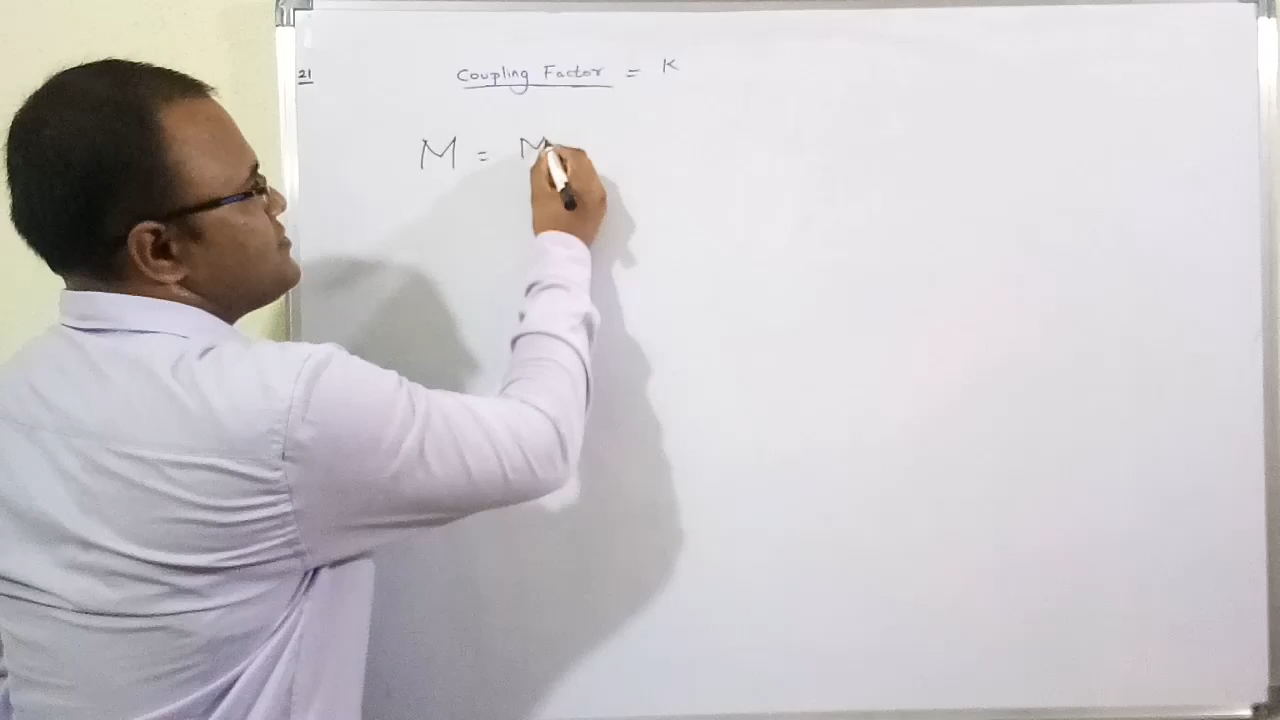 21
Coupling Factor = K
M = M